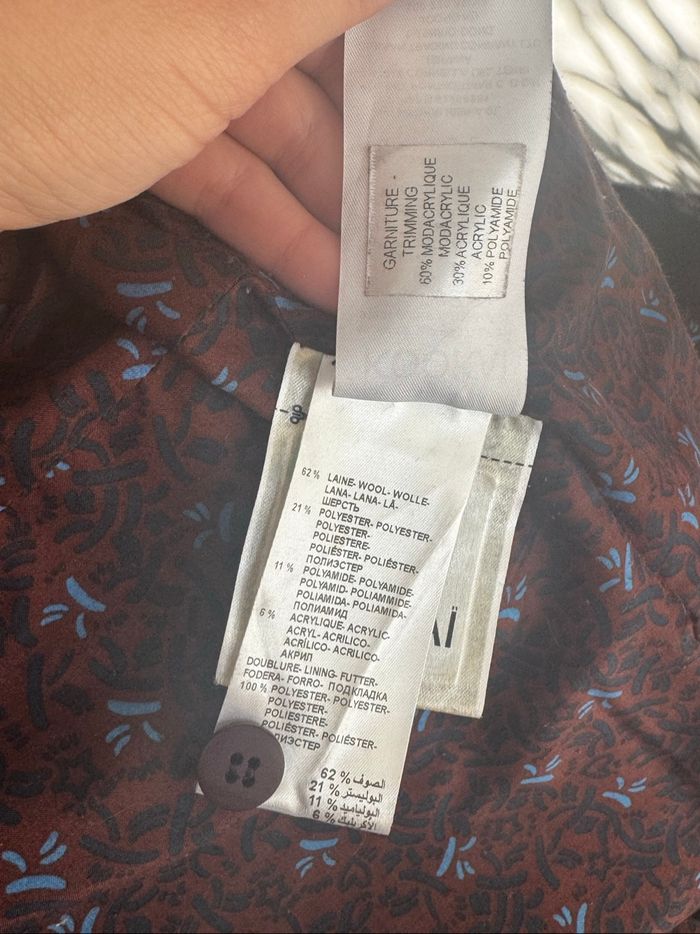 GARNITURE -
TRIMMING
60% MODACRYLIQUE
MODACRYLIC
30% ACRYLIQUE
ACRYLIC
10% POLYAMIDE
POLYAMIDE
62 % LAINE- WOOL- WOLLE-
LANA- LANA- LÃ-
ШЕРСТЬ
21 % POLYESTER- POLYESTER-
POLYESTER-
POLIESTERE-
POLIÉSTER- POLIÉSTER-
ПОЛИЭСТЕР
11 % POLYAMIDE- POLYAMIDE-
POLYAMID- POLIAMMIDE-
POLIAMIDA- POLIAMIDA-
ПОЛИАМИД
6 % ACRYLIQUE- ACRYLIC-
ACRYL- ACRILICO-
ACRÍLICO- ACRILICO-
АКРИЛ
DOUBLURE- LINING- FUTTER-
FODERA- FORRO- ПОДКЛАДКА
100 % POLYESTER- POLYESTER-
POLYESTER-
POLIESTERE-
POLIÉSTER- POLIÉSTER-
62 % الصوف
21 % البوليستر
11 % البولياميد
6 % الأكريليك
AÏ